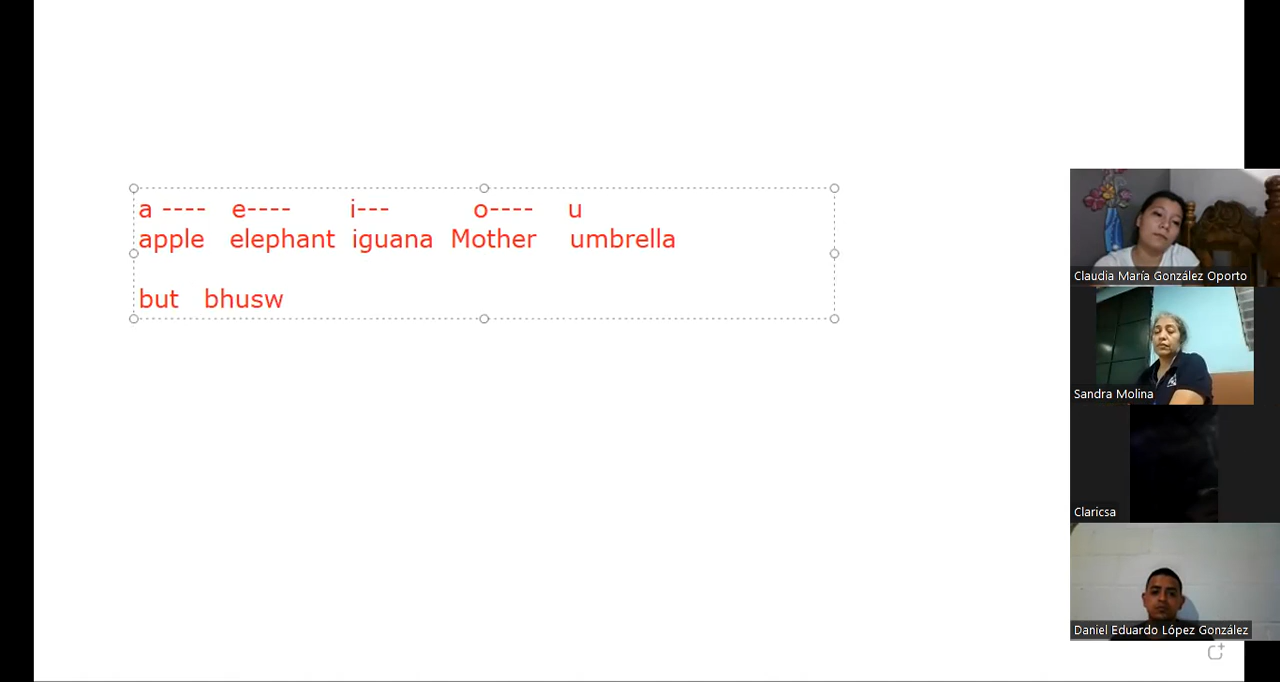 a ---- e---- i--- o---- u
apple elephant iguana Mother umbrella
but bhusw
Claudia María González Oporto
Sandra Molina
Claricsa
Daniel Eduardo López González